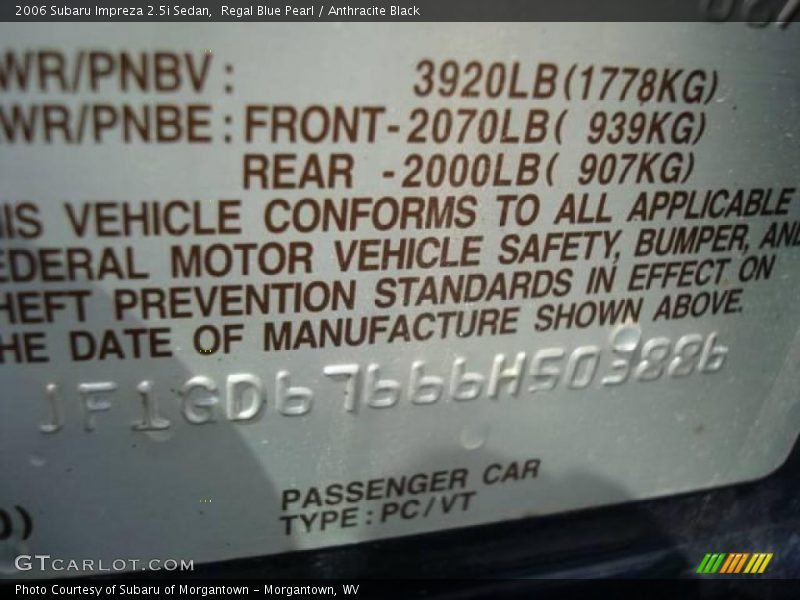 2006 Subaru Impreza 2.5i Sedan, Regal Blue Pearl / Anthracite Black
WR/PNBV : 3920LB(1778KG)
WR/PNBE : FRONT-2070LB( 939KG)
REAR -2000LB( 907KG)
HIS VEHICLE CONFORMS TO ALL APPLICABLE
EDERAL MOTOR VEHICLE SAFETY, BUMPER, AND
HEFT PREVENTION STANDARDS IN EFFECT ON
HE DATE OF MANUFACTURE SHOWN ABOVE.
JF1GD67666H503886
PASSENGER CAR
TYPE : PC/VT
GTCARLOT.COM
Photo Courtesy of Subaru of Morgantown - Morgantown, WV